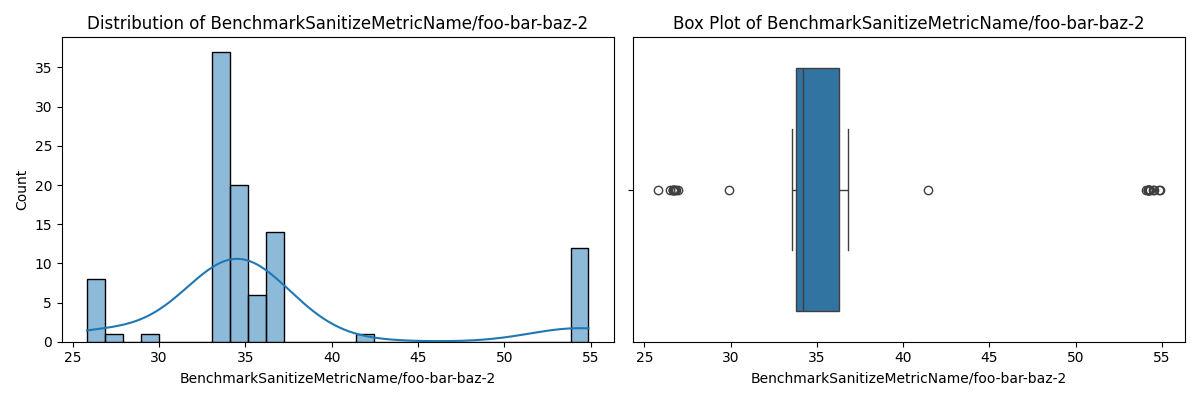 Distribution of BenchmarkSanitizeMetricName/foo-bar-baz-2
Count
35
30
25
20
15
10
5
0
25 30 35 40 45 50 55
BenchmarkSanitizeMetricName/foo-bar-baz-2
Box Plot of BenchmarkSanitizeMetricName/foo-bar-baz-2
25 30 35 40 45 50 55
BenchmarkSanitizeMetricName/foo-bar-baz-2